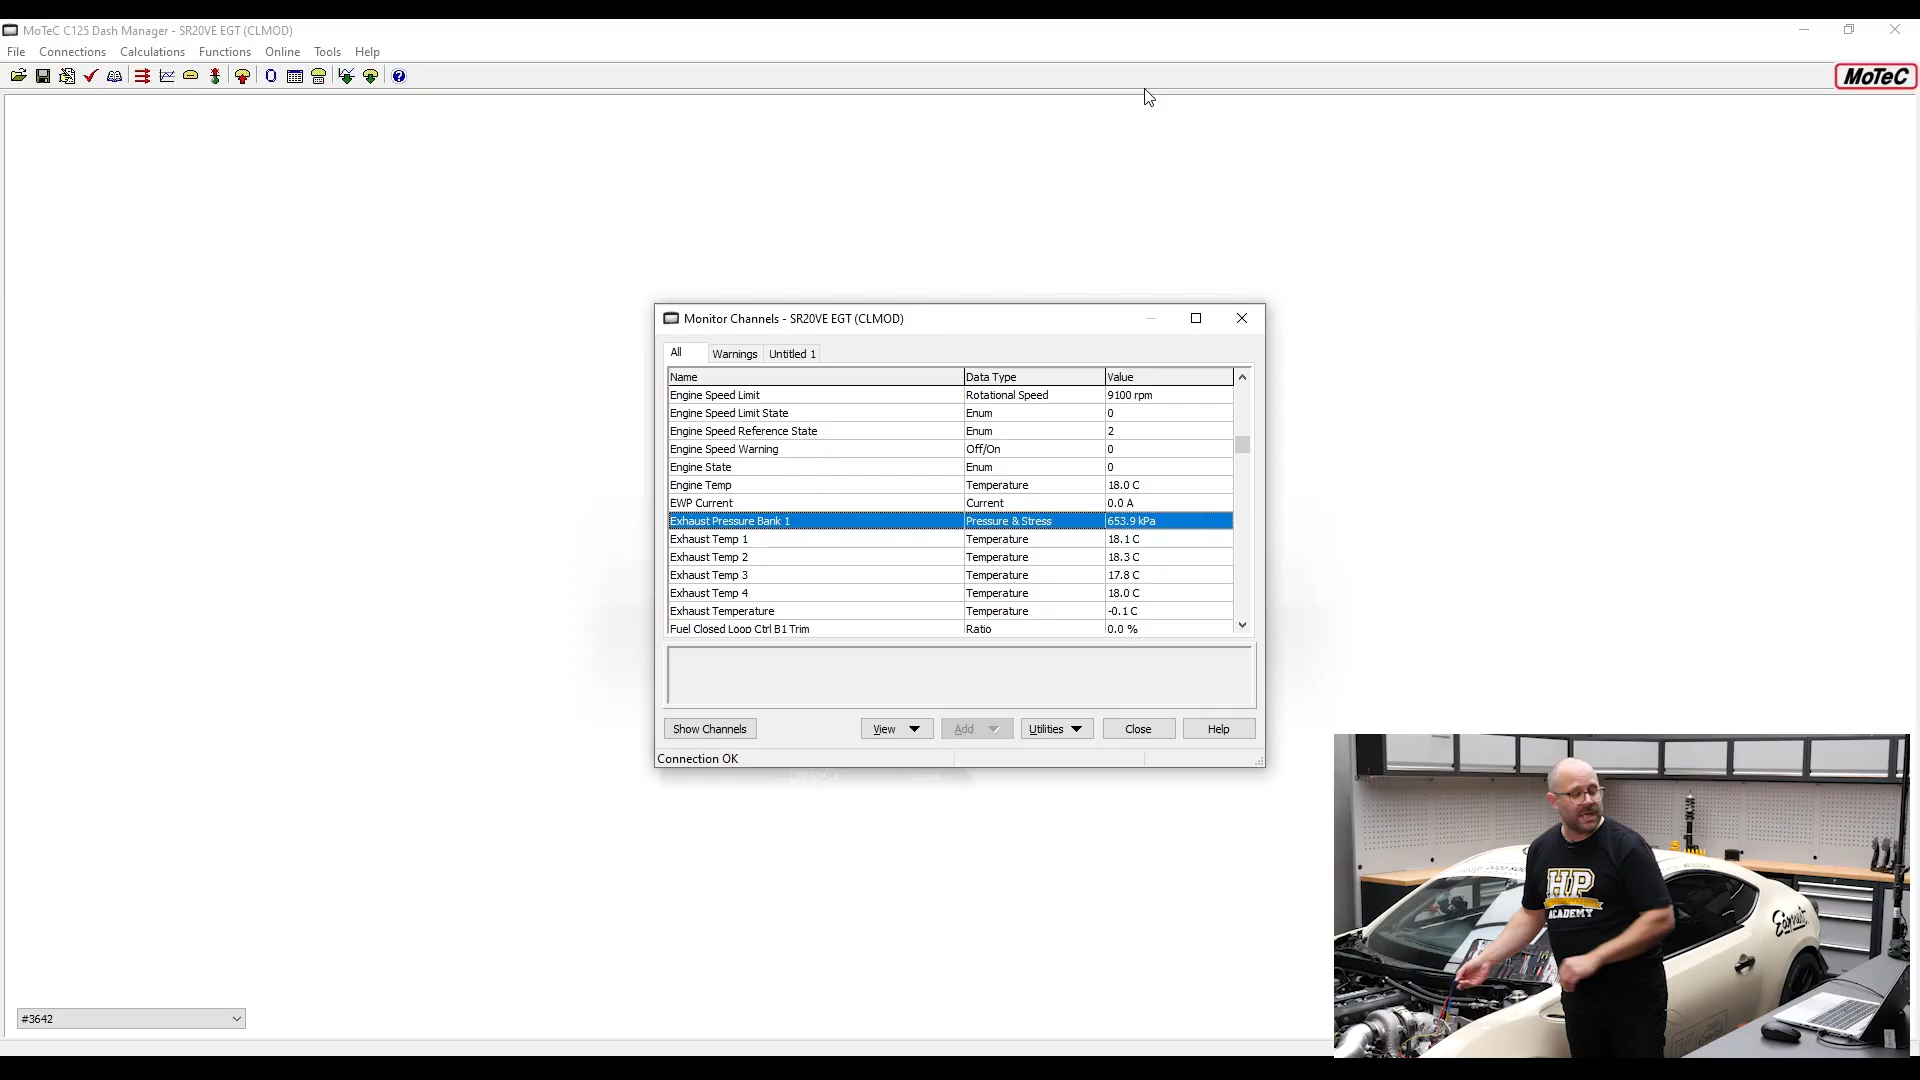 MoTeC C125 Dash Manager - SR20VE EGT (CLMOD)
File Connections Calculations Functions Online Tools Help
MoTeC
Monitor Channels - SR20VE EGT (CLMOD)
All Warnings Untitled 1
Name Data Type Value
Engine Speed Limit Rotational Speed 9100 rpm
Engine Speed Limit State Enum 0
Engine Speed Reference State Enum 2
Engine Speed Warning Off/On 0
Engine State Enum 0
Engine Temp Temperature 18.0 C
EWP Current Current 0.0 A
Exhaust Pressure Bank 1 Pressure & Stress 653.9 kPa
Exhaust Temp 1 Temperature 18.1 C
Exhaust Temp 2 Temperature 18.3 C
Exhaust Temp 3 Temperature 17.8 C
Exhaust Temp 4 Temperature 18.0 C
Exhaust Temperature Temperature -0.1 C
Fuel Closed Loop Ctrl B1 Trim Ratio 0.0 %
Show Channels View Add Utilities Close Help
Connection OK
#3642
HP
ACADEMY